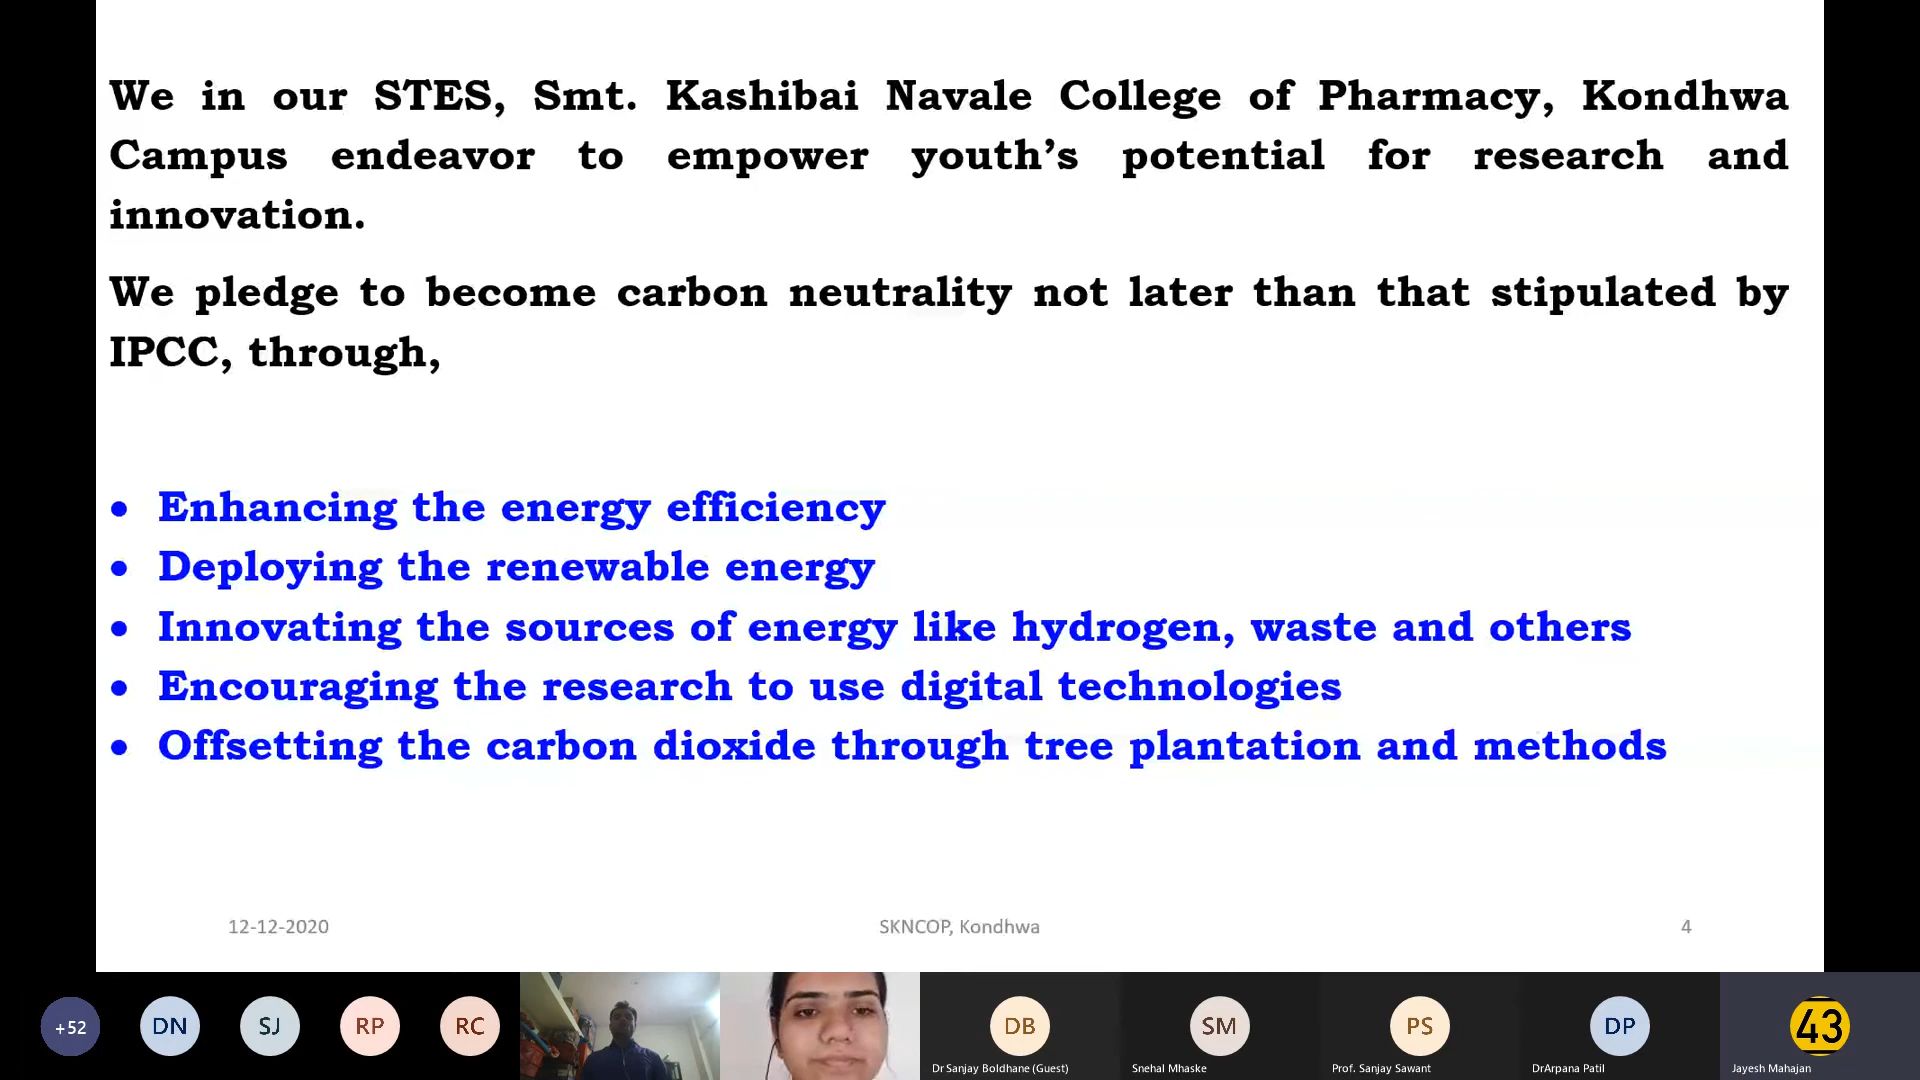 We in our STES, Smt. Kashibai Navale College of Pharmacy, Kondhwa
Campus endeavor to empower youth’s potential for research and
innovation.
We pledge to become carbon neutrality not later than that stipulated by
IPCC, through,
• Enhancing the energy efficiency
• Deploying the renewable energy
• Innovating the sources of energy like hydrogen, waste and others
• Encouraging the research to use digital technologies
• Offsetting the carbon dioxide through tree plantation and methods
12-12-2020 SKNCOP, Kondhwa 4
+52 DN SJ RP RC DB SM PS DP 43
Dr Sanjay Boldhane (Guest) Snehal Mhaske Prof. Sanjay Sawant DrArpana Patil Jayesh Mahajan